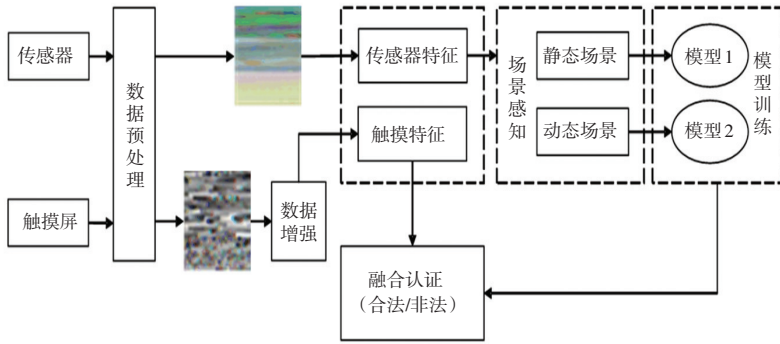 传感器
触摸屏
数据预处理
数据
增强
传感器特征
触摸特征
场景感知
静态场景
动态场景
模型1
模型2
模型训练
融合认证
（合法/非法）